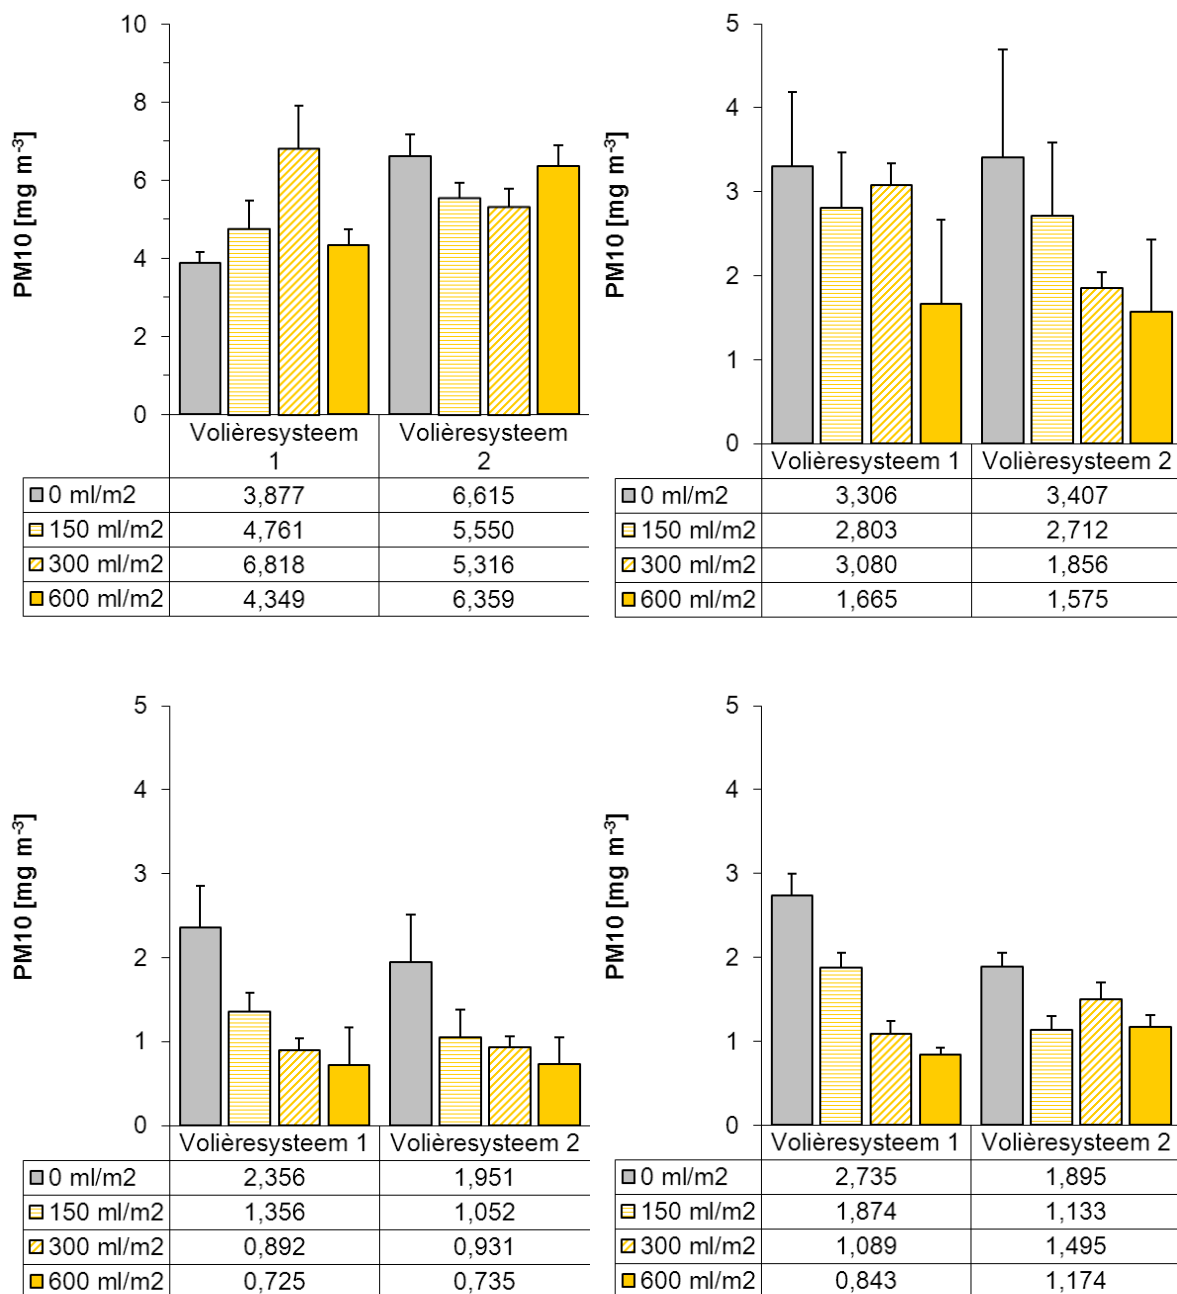 10
8
6
4
2
0
PM10 [mg m-3]
Volièresysteem 1
Volièresysteem 2
0 ml/m2 3,877 6,615
150 ml/m2 4,761 5,550
300 ml/m2 6,818 5,316
600 ml/m2 4,349 6,359
5
4
3
2
1
0
PM10 [mg m-3]
Volièresysteem 1 Volièresysteem 2
0 ml/m2 3,306 3,407
150 ml/m2 2,803 2,712
300 ml/m2 3,080 1,856
600 ml/m2 1,665 1,575
5
4
3
2
1
0
PM10 [mg m-3]
Volièresysteem 1 Volièresysteem 2
0 ml/m2 2,356 1,951
150 ml/m2 1,356 1,052
300 ml/m2 0,892 0,931
600 ml/m2 0,725 0,735
5
4
3
2
1
0
PM10 [mg m-3]
Volièresysteem 1 Volièresysteem 2
0 ml/m2 2,735 1,895
150 ml/m2 1,874 1,133
300 ml/m2 1,089 1,495
600 ml/m2 0,843 1,174